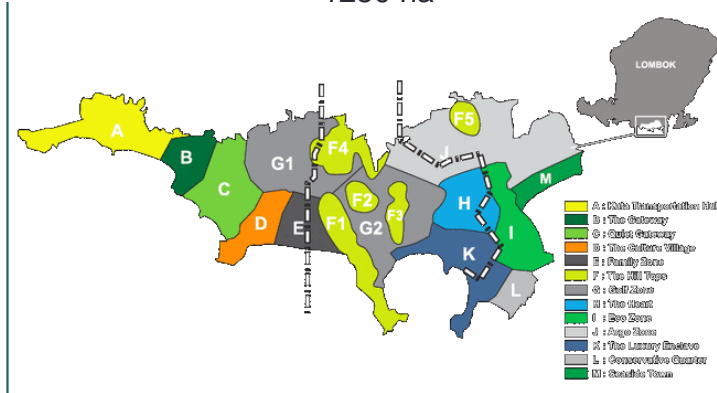 LOMBOK
A
B
C
D
E
F1
F2
F3
F4
F5
G1
G2
H
I
J
K
L
M
A : Kuta Transportation Hub
B : The Gateway
C : Quiet Gateway
D : The Culture Village
E : Family Zone
F : The Hill Tops
G : Golf Zone
H : The Heart
I : Eco Zone
J : Argo Zone
K : The Luxury Enclave
L : Conservative Quarter
M : Seaside Town